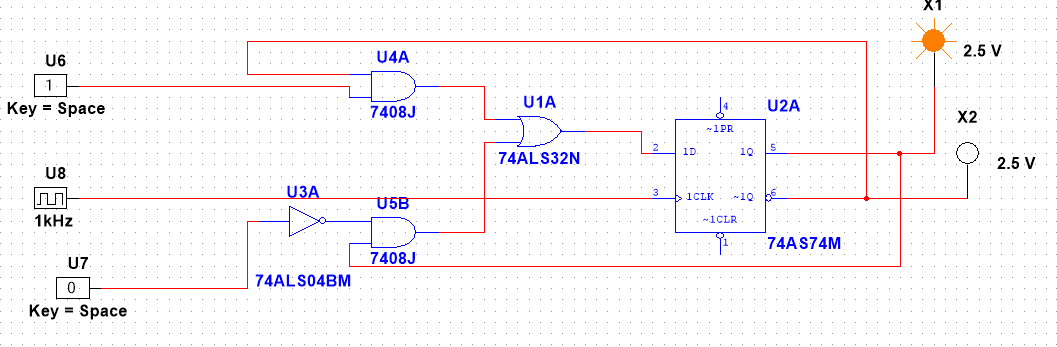 X1
2.5 V
U6
1
Key = Space
U4A
7408J
U1A
74ALS32N
4
U2A
~1PR
2
1D
1Q
5
X2
2.5 V
U8
1kHz
3
1CLK
~1Q
6
~1CLR
1
74AS74M
U3A
74ALS04BM
U5B
7408J
U7
0
Key = Space